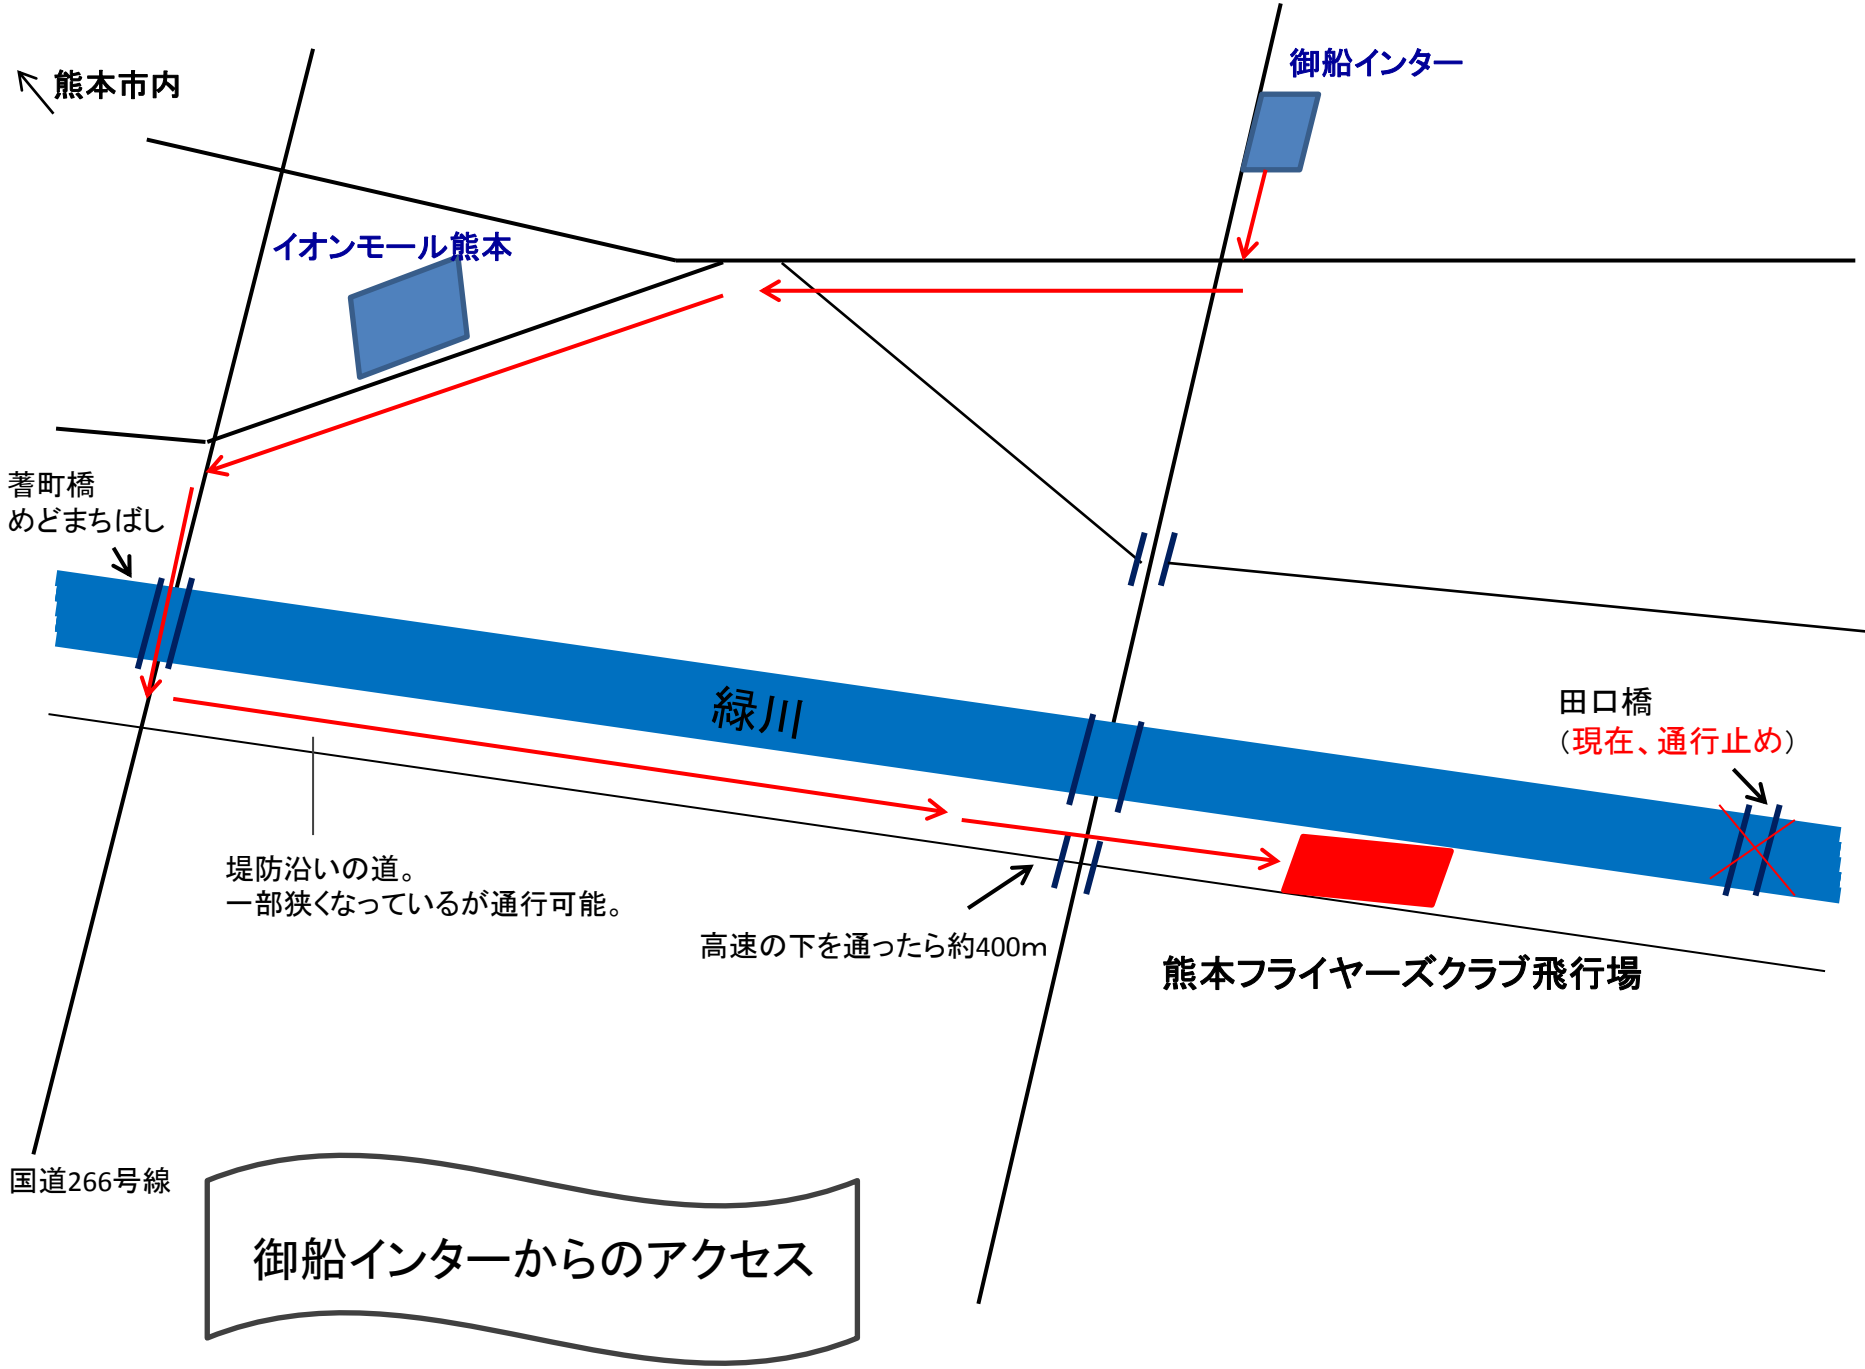 御船インター
熊本市内
イオンモール熊本
蓍町橋
めどまちばし
緑川
田口橋
（現在、通行止め）
堤防沿いの道。
一部狭くなっているが通行可能。
高速の下を通ったら約400ｍ
熊本フライヤーズクラブ飛行場
国道266号線
御船インターからのアクセス